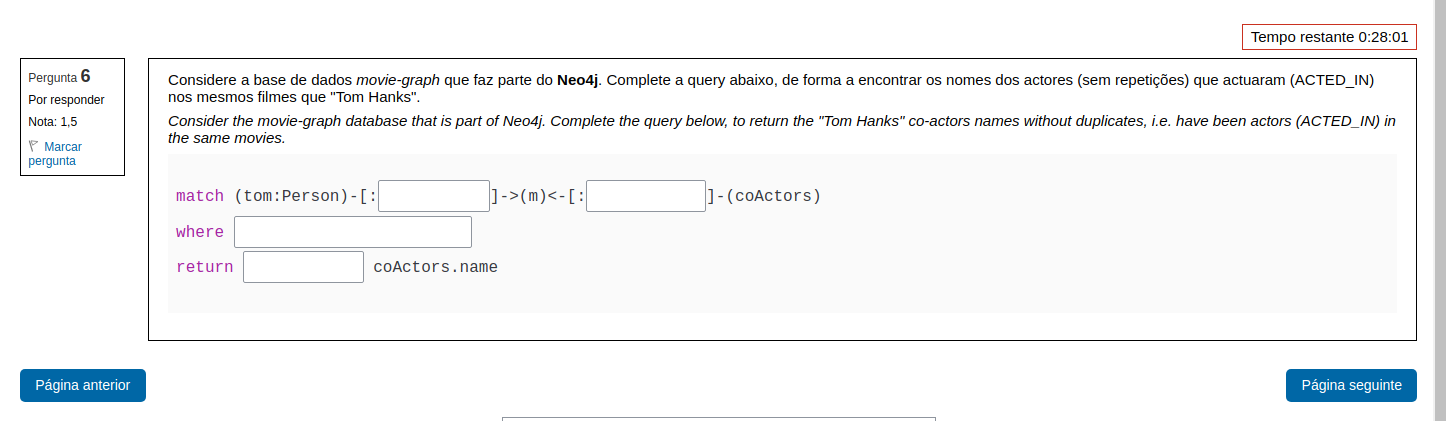 Tempo restante 0:28:01
Pergunta 6
Por responder
Nota: 1,5
Marcar
pergunta
Considere a base de dados movie-graph que faz parte do Neo4j. Complete a query abaixo, de forma a encontrar os nomes dos actores (sem repetições) que actuaram (ACTED_IN)
nos mesmos filmes que "Tom Hanks".
Consider the movie-graph database that is part of Neo4j. Complete the query below, to return the "Tom Hanks" co-actors names without duplicates, i.e. have been actors (ACTED_IN) in
the same movies.
match (tom:Person)-[: ]->(m)<-[: ]-(coActors)
where
return coActors.name
Página anterior
Página seguinte